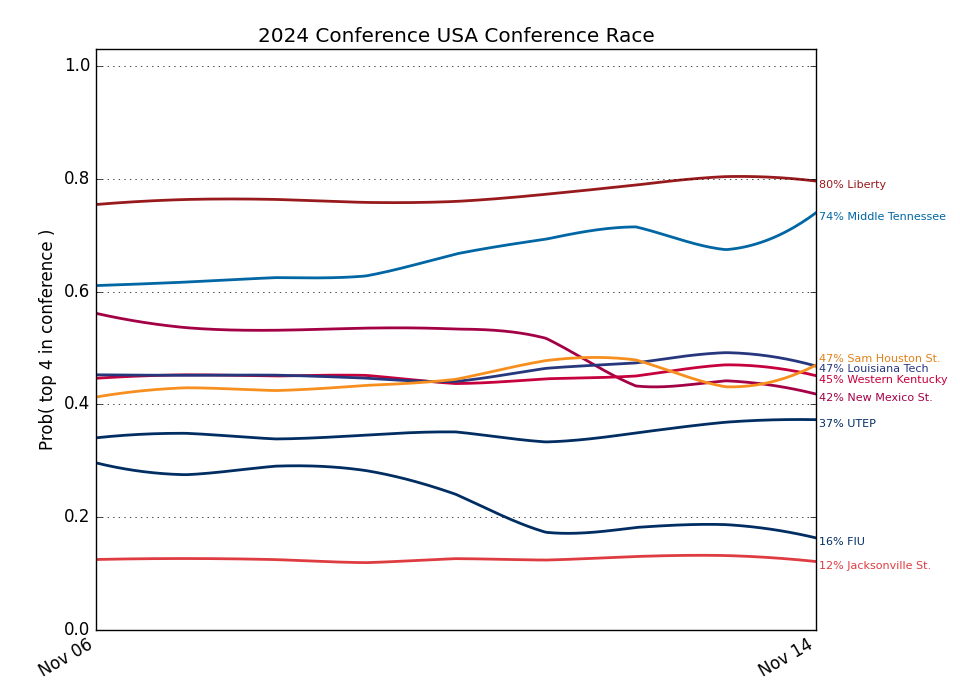 2024 Conference USA Conference Race
Prob( top 4 in conference )
1.0
0.8
0.6
0.4
0.2
0.0
Nov 06
Nov 14
80% Liberty
74% Middle Tennessee
47% Sam Houston St.
47% Louisiana Tech
45% Western Kentucky
42% New Mexico St.
37% UTEP
16% FIU
12% Jacksonville St.